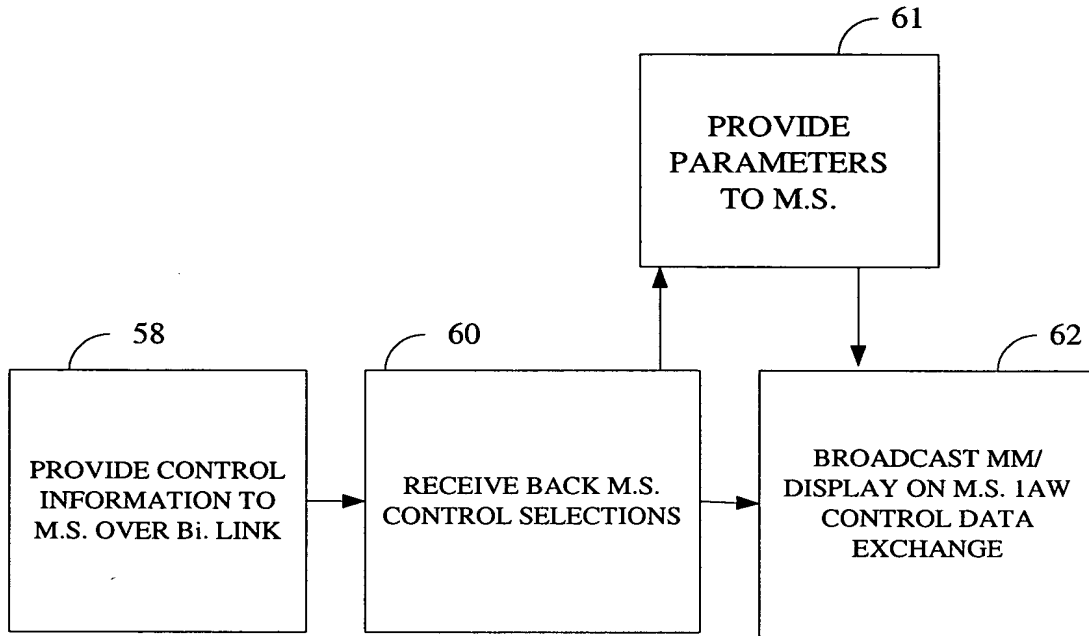 61
PROVIDE
PARAMETERS
TO M.S.
58
PROVIDE CONTROL
INFORMATION TO
M.S. OVER Bi. LINK
60
RECEIVE BACK M.S.
CONTROL SELECTIONS
62
BROADCAST MM/
DISPLAY ON M.S. 1AW
CONTROL DATA
EXCHANGE